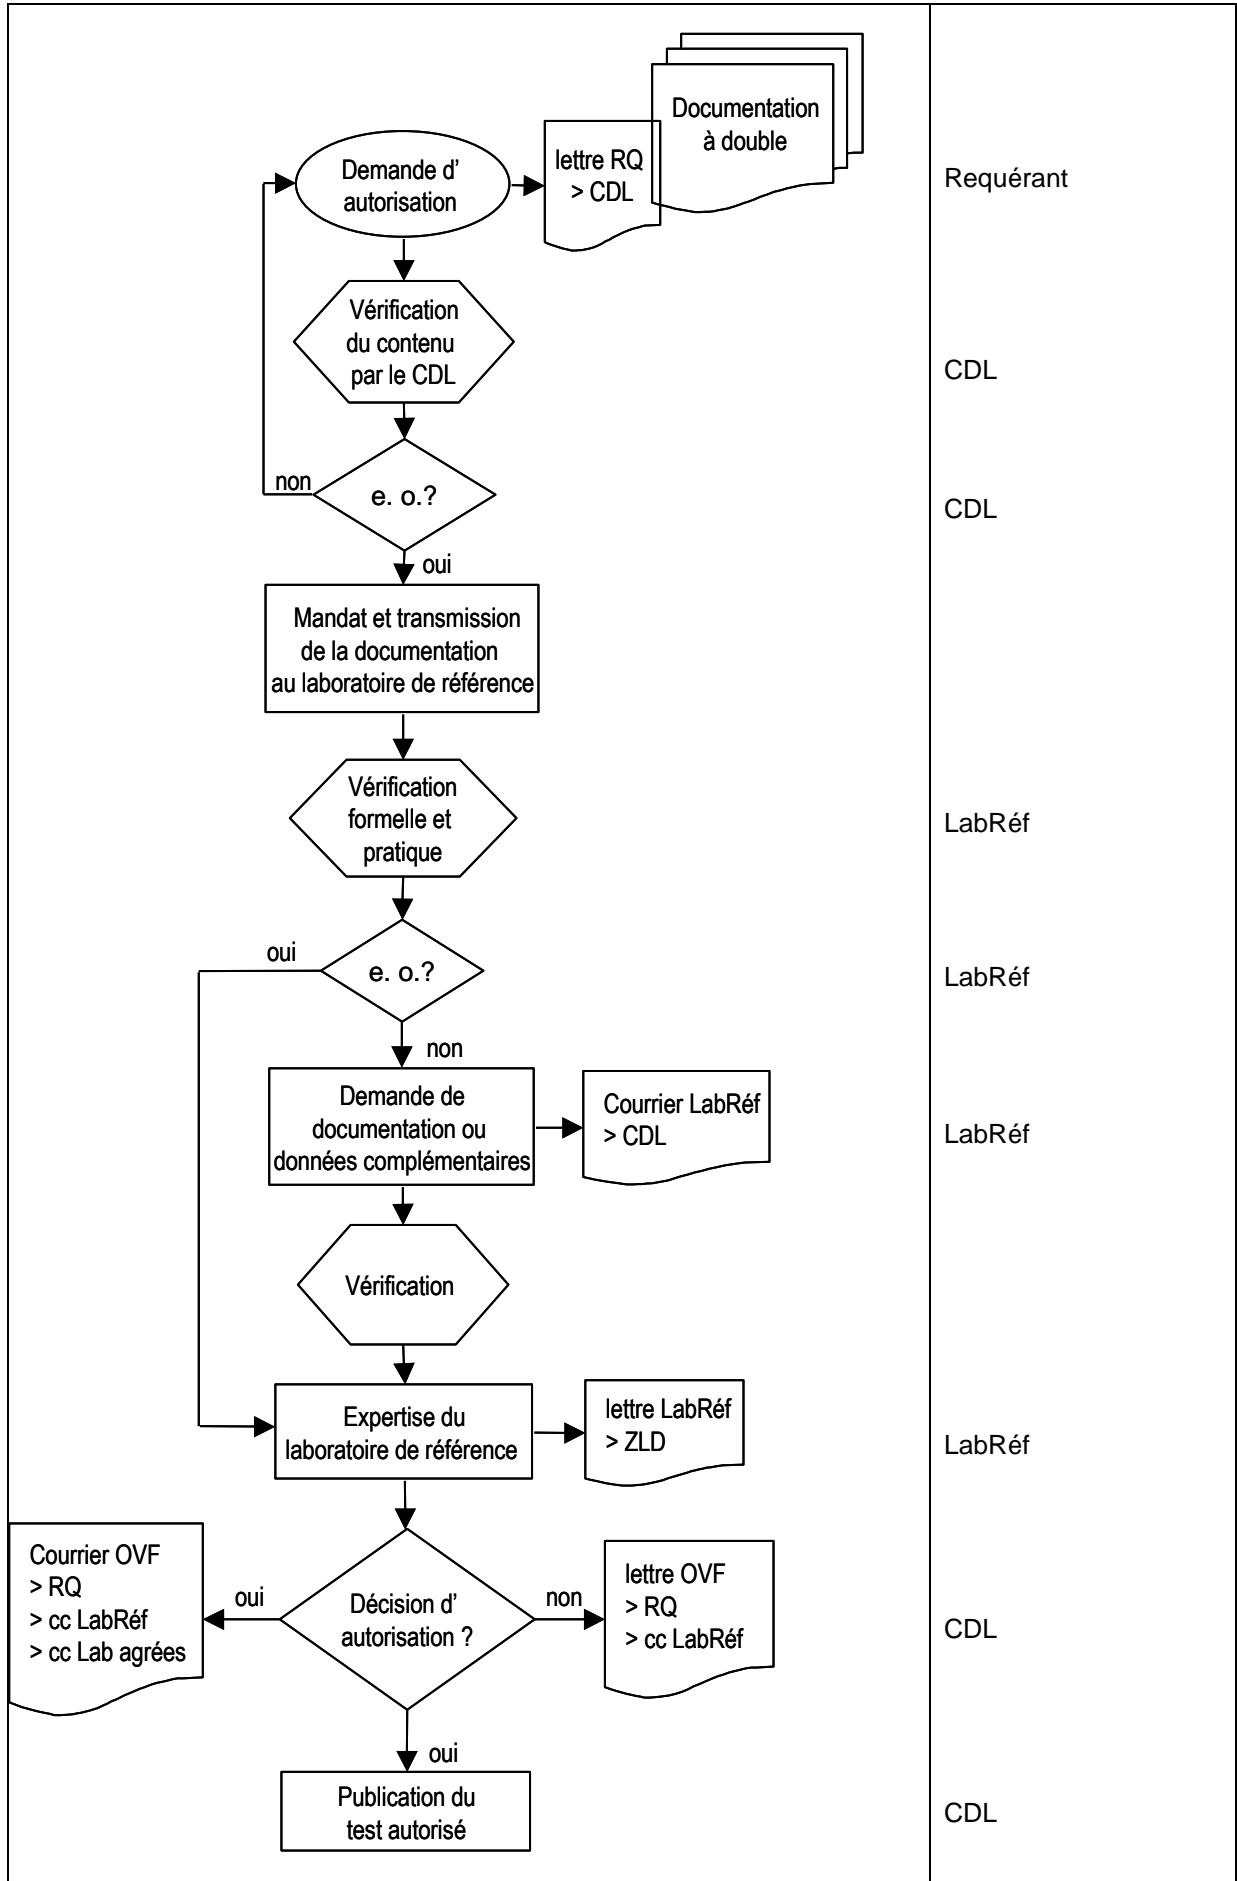 Documentation
à double
lettre RQ
> CDL
Demande d'
autorisation
Requérant
Vérification
du contenu
par le CDL
CDL
non
e. o.?
CDL
oui
Mandat et transmission
de la documentation
au laboratoire de référence
Vérification
formelle et
pratique
LabRéf
oui
e. o.?
LabRéf
non
Demande de
documentation ou
données complémentaires
Courrier LabRéf
> CDL
LabRéf
Vérification
Expertise du
laboratoire de référence
lettre LabRéf
> ZLD
LabRéf
Courrier OVF
> RQ
> cc LabRéf
> cc Lab agrées
oui
Décision d'
autorisation ?
non
lettre OVF
> RQ
> cc LabRéf
CDL
oui
Publication du
test autorisé
CDL